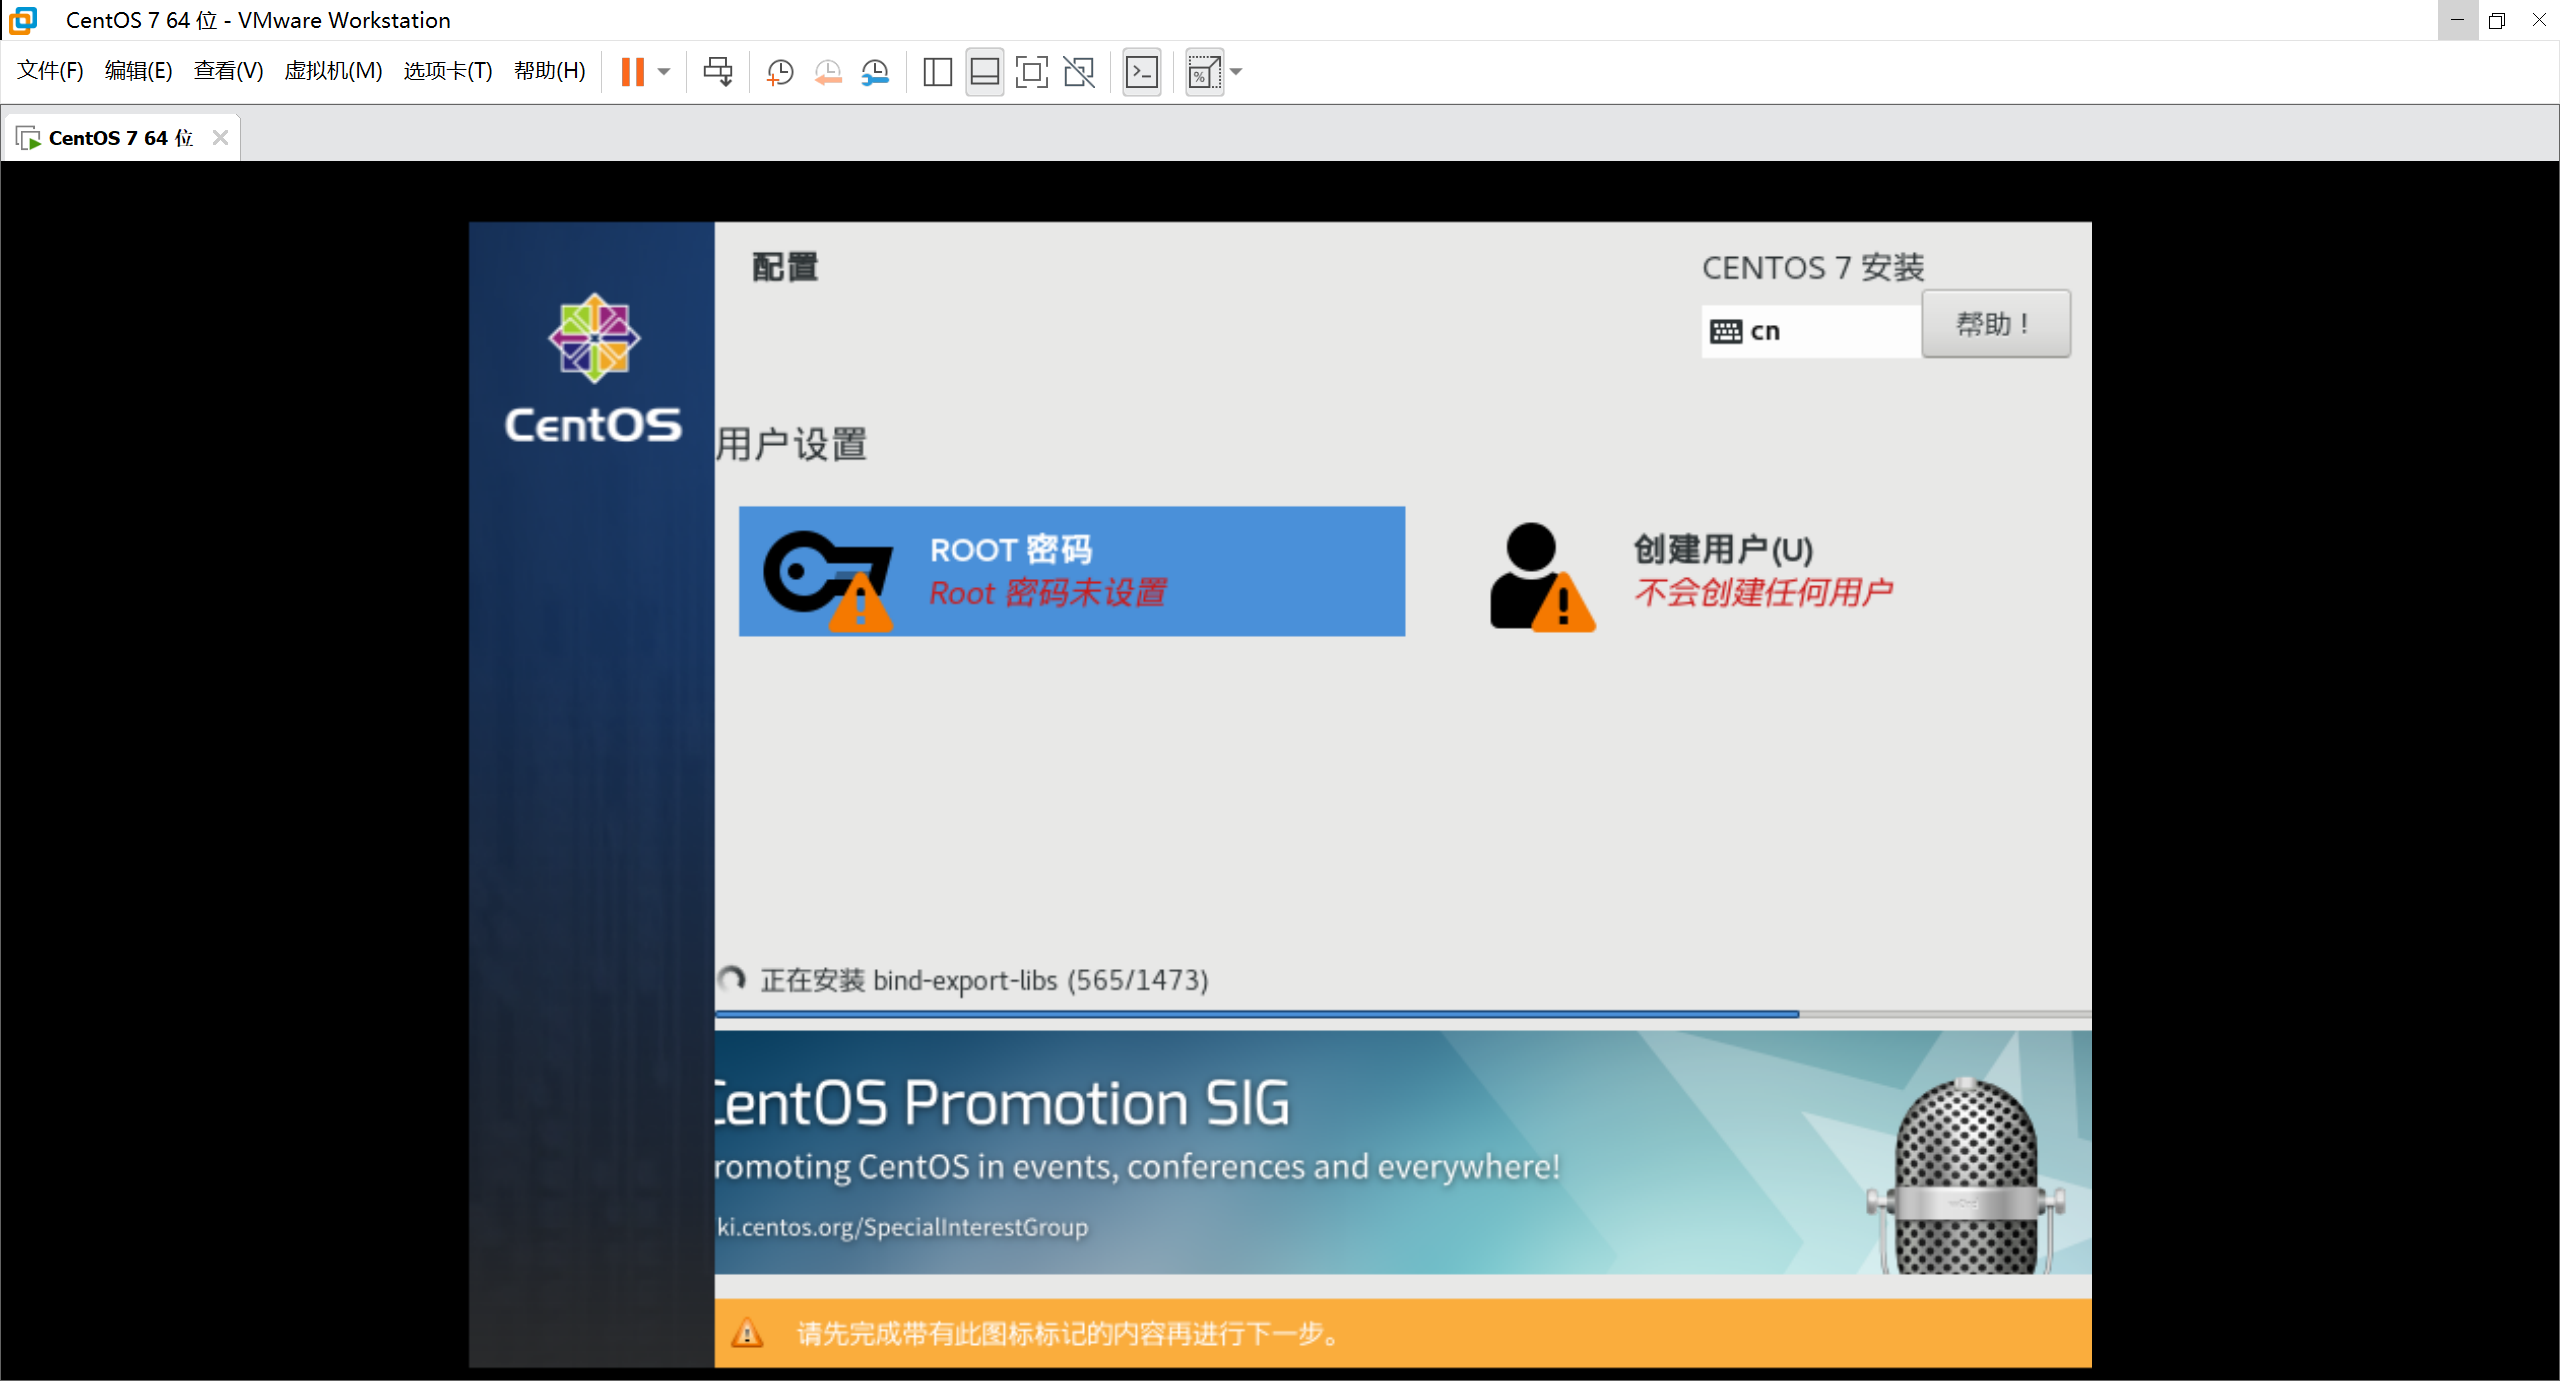 CentOS 7 64 位 - VMware Workstation
文件(F) 编辑(E) 查看(V) 虚拟机(M) 选项卡(T) 帮助(H)
CentOS 7 64 位
配置
CENTOS 7 安装
cn
帮助！
CentOS
用户设置
ROOT 密码
Root 密码未设置
创建用户(U)
不会创建任何用户
正在安装 bind-export-libs (565/1473)
CentOS Promotion SIG
romoting CentOS in events, conferences and everywhere!
ki.centos.org/SpecialInterestGroup
请先完成带有此图标标记的内容再进行下一步。